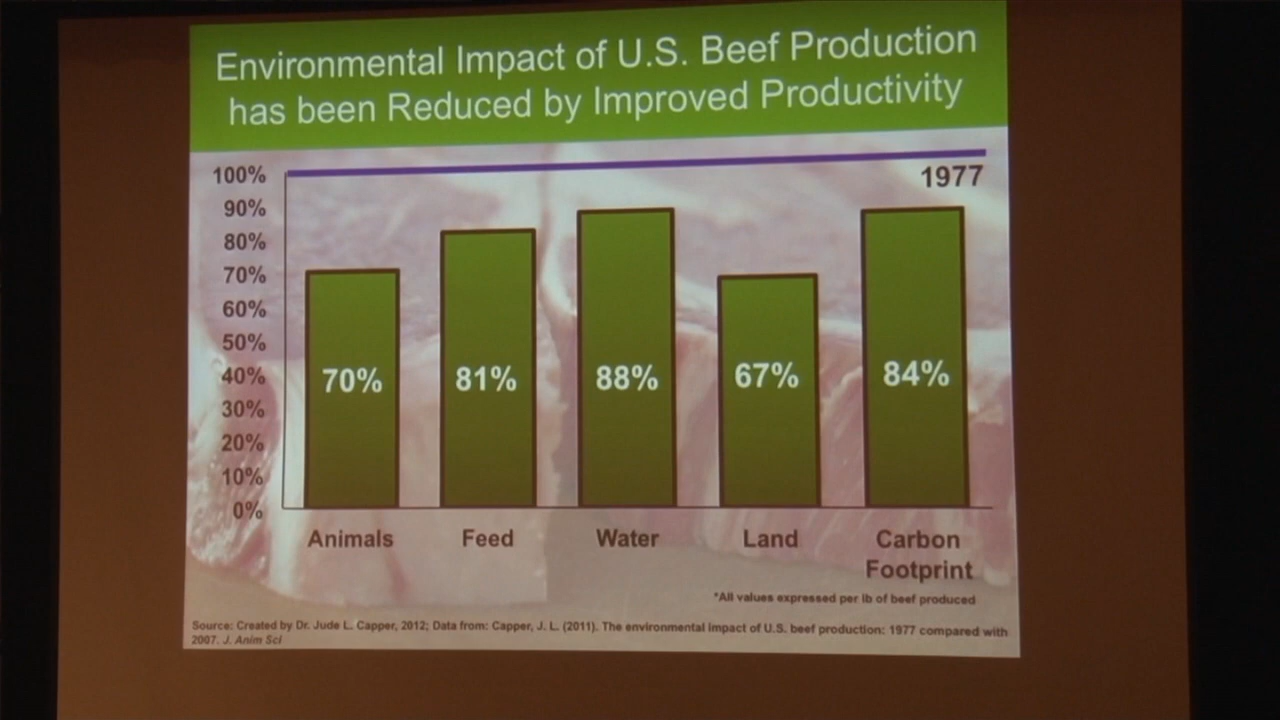 Environmental Impact of U.S. Beef Production
has been Reduced by Improved Productivity
100%
1977
90%
80%
70%
60%
50%
40%
30%
20%
10%
0%
70%
81%
88%
67%
84%
Animals
Feed
Water
Land
Carbon
Footprint
*All values expressed per lb of beef produced
Source: Created by Dr. Jude L. Capper, 2012; Data from: Capper, J. L. (2011). The environmental impact of U.S. beef production: 1977 compared with
2007. J. Anim Sci